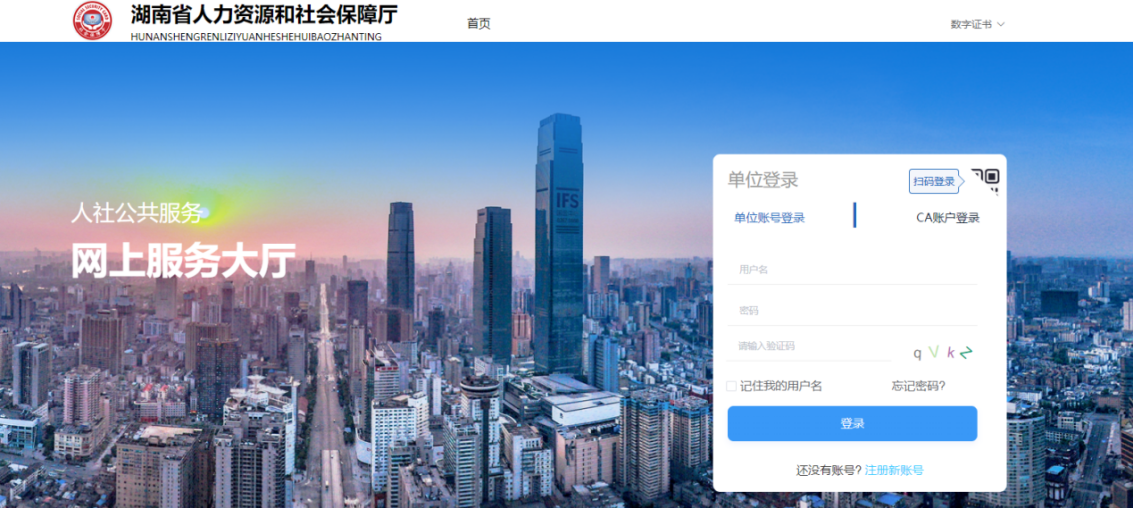 湖南省人力资源和社会保障厅
HUNANSHENGRENLIZIYUANHESHEHUIBAOZHANTING
首页
数字证书
人社公共服务
网上服务大厅
IFS
单位登录
扫码登录
单位账号登录
CA账户登录
用户名
密码
请输入验证码
q V k Z
记住我的用户名
忘记密码?
登录
还没有账号? 注册新账号